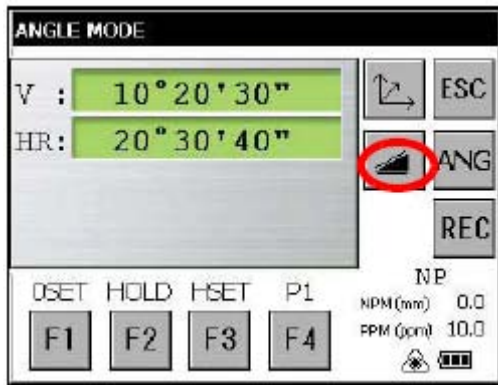 ANGLE MODE
V : 10°20'30"
HR: 20°30'40"
ESC
ANG
REC
0SET HOLD HSET P1
F1 F2 F3 F4
NP
NPM(mm) 0.0
PPM (ppm) 10.0